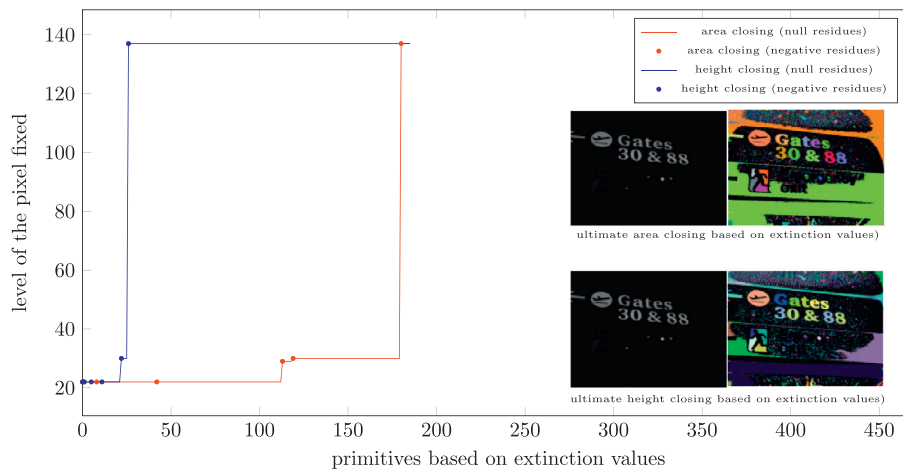 level of the pixel fixed
140
120
100
80
60
40
20
0
50
100
150
200
250
300
350
400
450
primitives based on extinction values
area closing (null residues)
area closing (negative residues)
height closing (null residues)
height closing (negative residues)
Gates
30 & 88
Gates
30 & 88
exit
ultimate area closing based on extinction values)
Gates
30 & 88
Gates
30 & 88
ultimate height closing based on extinction values)